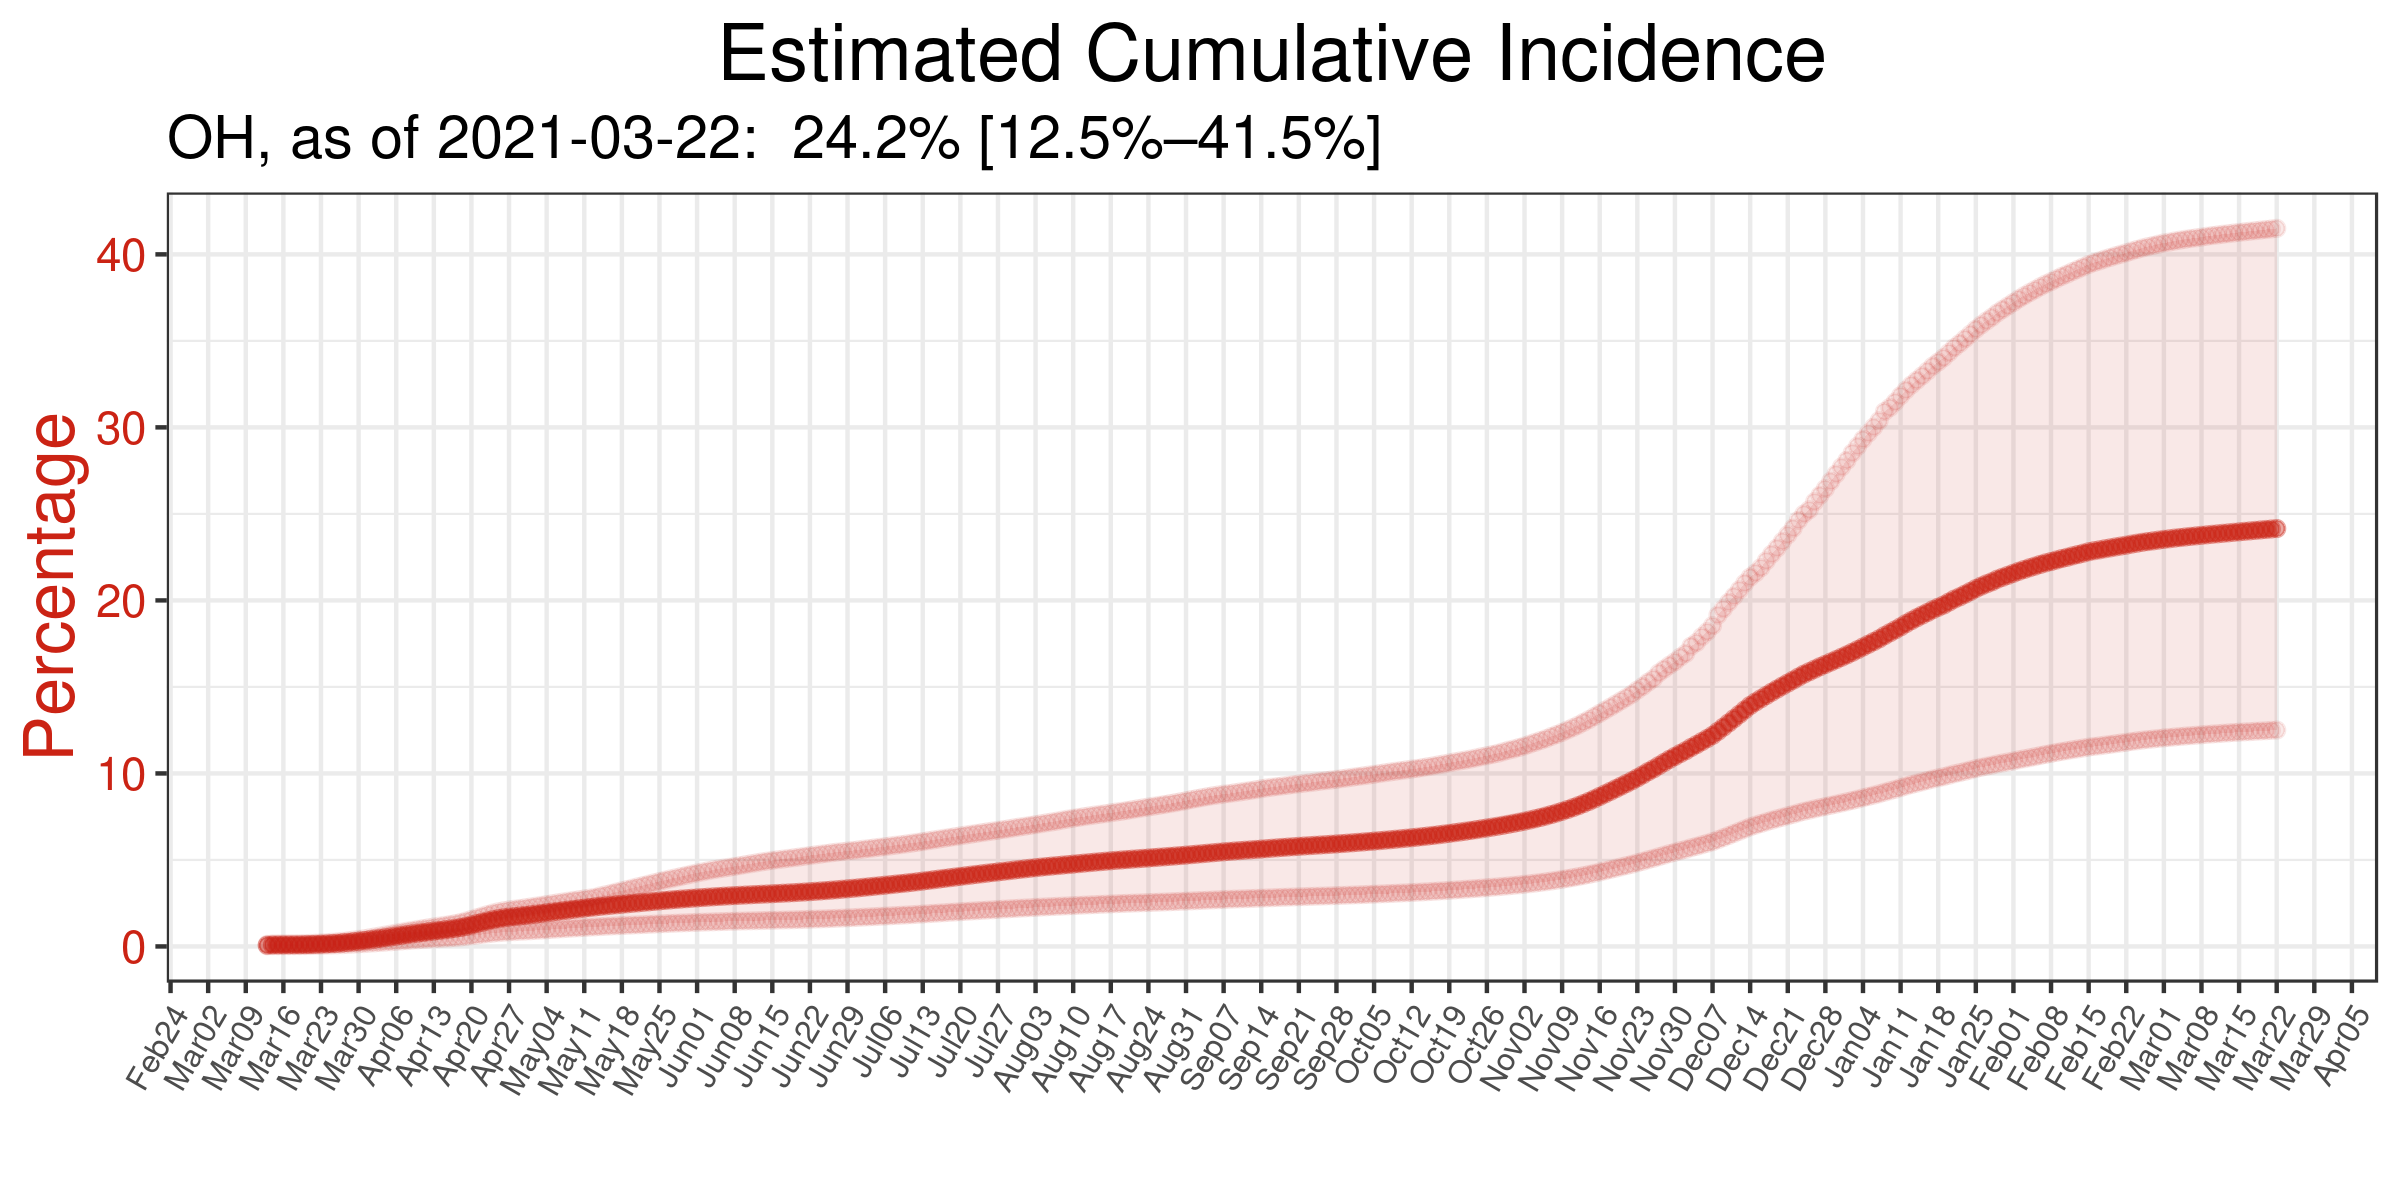 Estimated Cumulative Incidence
OH, as of 2021-03-22:  24.2% [12.5%–41.5%]
Percentage
40
30
20
10
0
Feb24
Mar02
Mar09
Mar16
Mar23
Mar30
Apr06
Apr13
Apr20
Apr27
May04
May11
May18
May25
Jun01
Jun08
Jun15
Jun22
Jun29
Jul06
Jul13
Jul20
Jul27
Aug03
Aug10
Aug17
Aug24
Aug31
Sep07
Sep14
Sep21
Sep28
Oct05
Oct12
Oct19
Oct26
Nov02
Nov09
Nov16
Nov23
Nov30
Dec07
Dec14
Dec21
Dec28
Jan04
Jan11
Jan18
Jan25
Feb01
Feb08
Feb15
Feb22
Mar01
Mar08
Mar15
Mar22
Mar29
Apr05